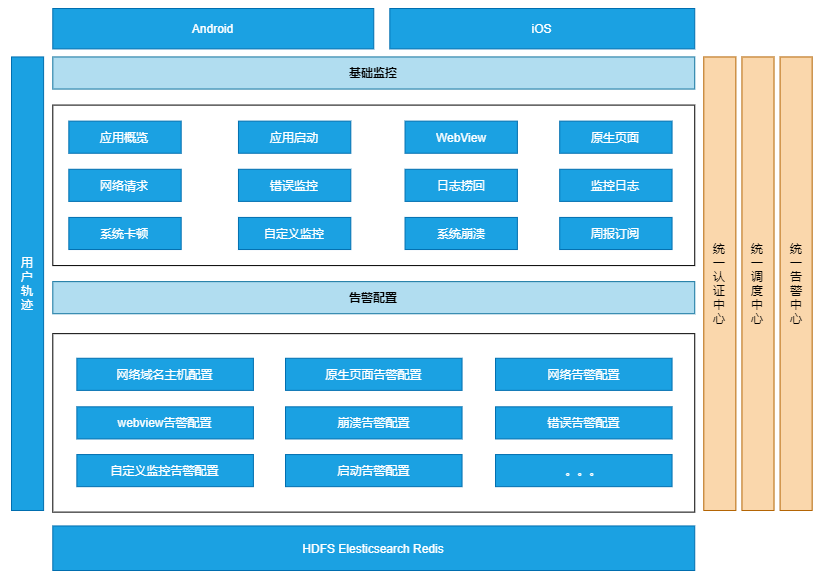 Android
iOS
用户轨迹
基础监控
应用概览
应用启动
WebView
原生页面
网络请求
错误监控
日志捞回
监控日志
系统卡顿
自定义监控
系统崩溃
周报订阅
告警配置
网络域名主机配置
原生页面告警配置
网络告警配置
webview告警配置
崩溃告警配置
错误告警配置
自定义监控告警配置
启动告警配置
。。。
HDFS Elesticsearch Redis
统一认证中心
统一调度中心
统一告警中心